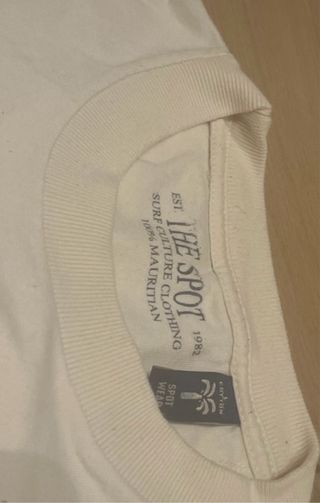 EST. 1982
THE SPOT
SURF CULTURE CLOTHING
100% MAURITIAN
SPOT
WEAR